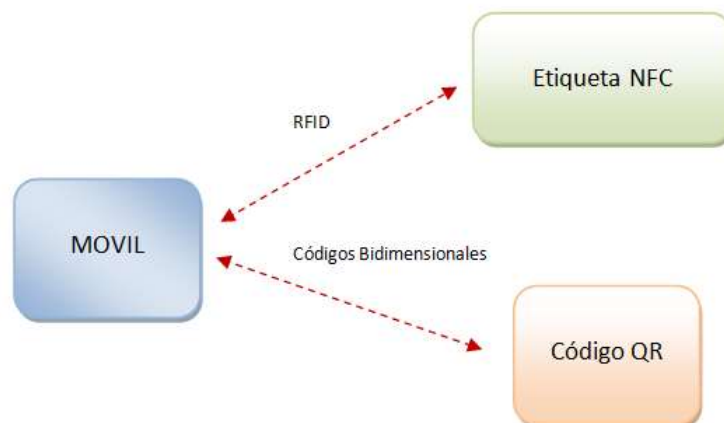 Etiqueta NFC
RFID
MOVIL
Códigos Bidimensionales
Código QR